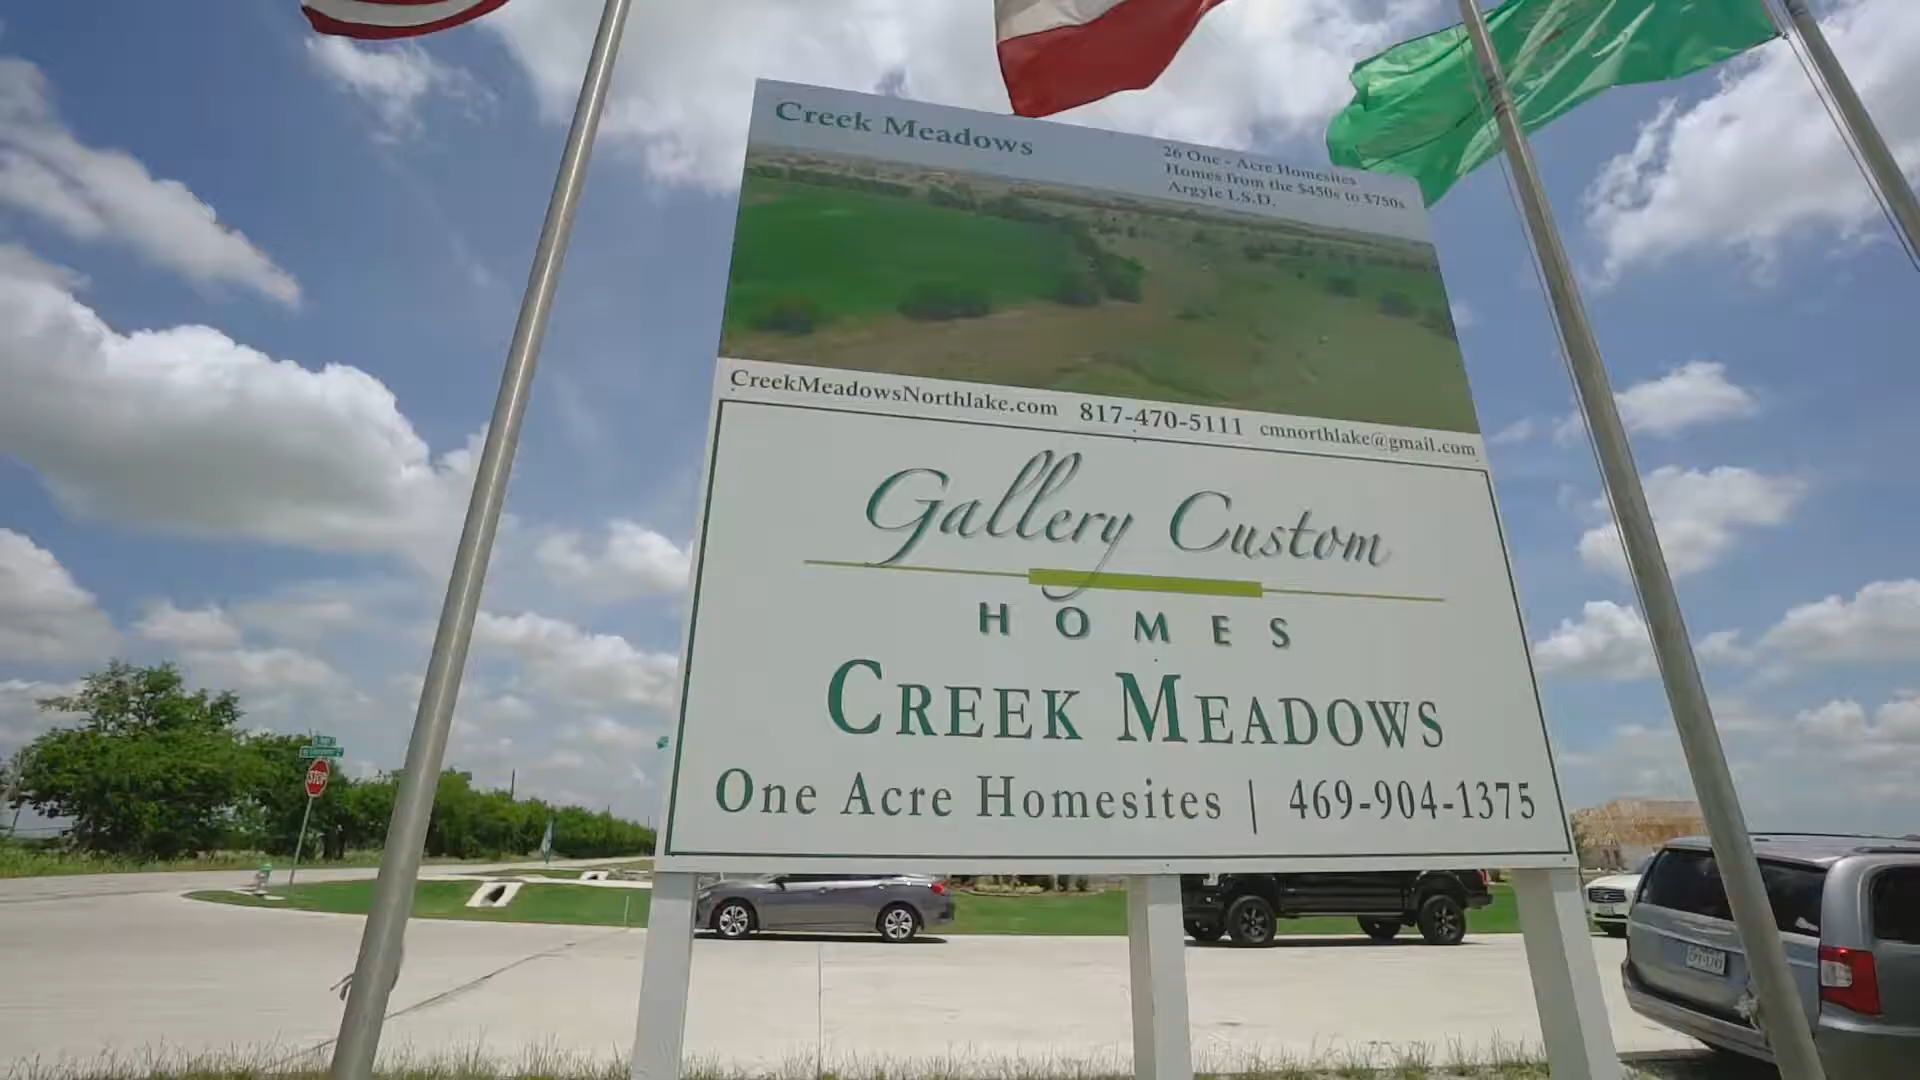 Creek Meadows
26 One - Acre Homesites
Homes from the $450s to $750s
Argyle I.S.D.
CreekMeadowsNorthlake.com 817-470-5111 cmnorthlake@gmail.com
Gallery Custom
HOMES
CREEK MEADOWS
One Acre Homesites | 469-904-1375
STOP